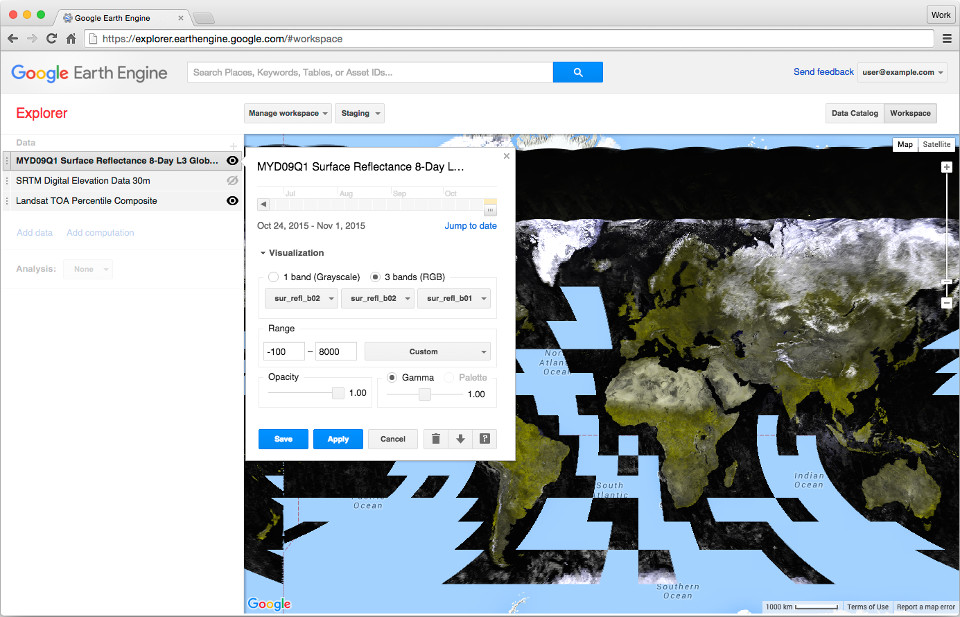 Google Earth Engine
Work
https://explorer.earthengine.google.com/#workspace
Google Earth Engine
Search Places, Keywords, Tables, or Asset IDs...
Send feedback
user@example.com
Explorer
Manage workspace
Staging
Data Catalog
Workspace
Data
MYD09Q1 Surface Reflectance 8-Day L3 Glob...
SRTM Digital Elevation Data 30m
Landsat TOA Percentile Composite
Add data
Add computation
Analysis:
None
MYD09Q1 Surface Reflectance 8-Day L...
Jul
Aug
Sep
Oct
Oct 24, 2015 - Nov 1, 2015
Jump to date
Visualization
1 band (Grayscale)
3 bands (RGB)
sur_refl_b02
sur_refl_b02
sur_refl_b01
Range
-100
–
8000
Custom
Opacity
1.00
Gamma
Palette
1.00
Save
Apply
Cancel
Map
Satellite
Atlantic
Ocean
South
Atlantic
Indian
Ocean
Ocean
Southern
Ocean
Google
1000 km
Terms of Use
Report a map error